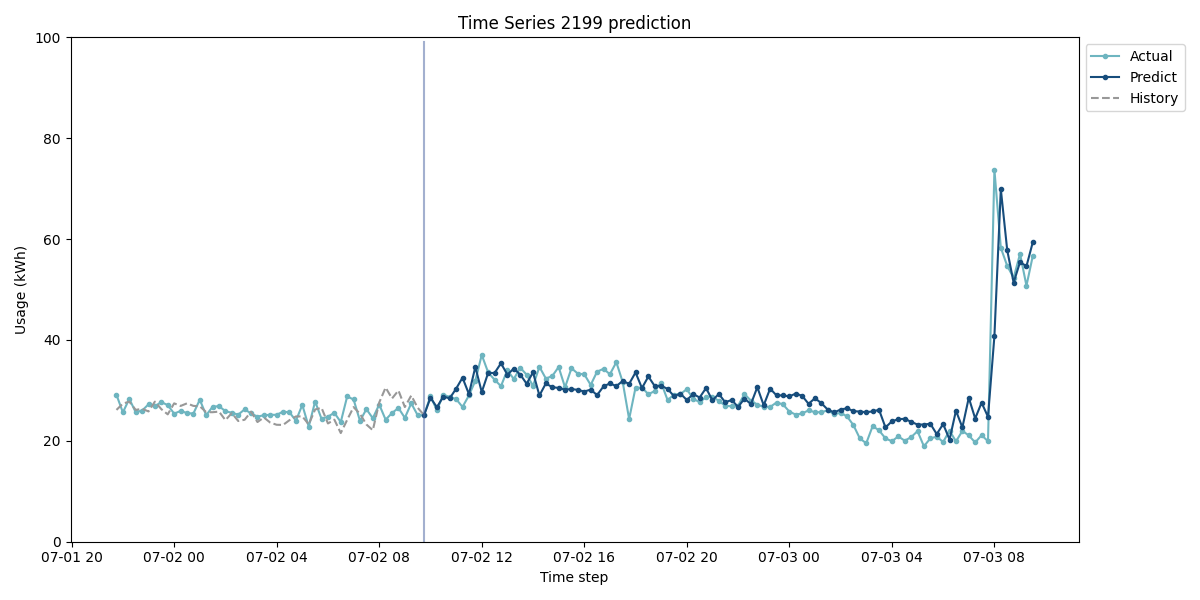 Time Series 2199 prediction
100
80
60
40
20
0
Usage (kWh)
07-01 20 07-02 00 07-02 04 07-02 08 07-02 12 07-02 16 07-02 20 07-03 00 07-03 04 07-03 08
Time step
Actual
Predict
History